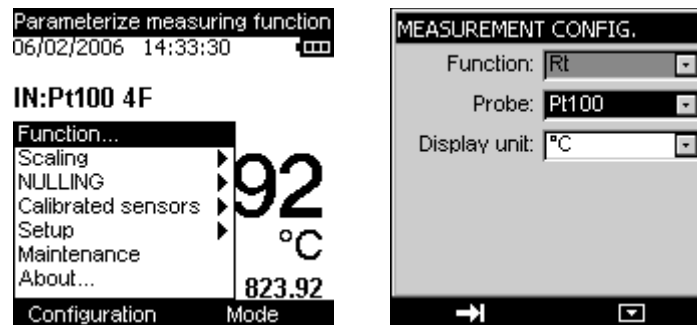 Parameterize measuring function
06/02/2006 14:33:30
IN:Pt100 4F
Function...
Scaling
NULLING
Calibrated sensors
Setup
Maintenance
About...
92
°C
823.92
Configuration Mode
MEASUREMENT CONFIG.
Function: Rt
Probe: Pt100
Display unit: °C